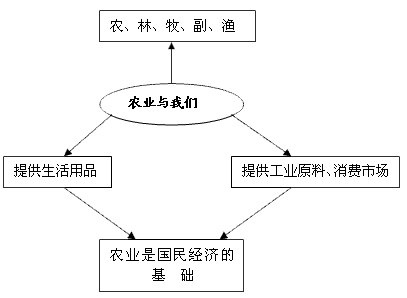 农、林、牧、副、渔
农业与我们
提供生活用品
提供工业原料、消费市场
农业是国民经济的
基 础